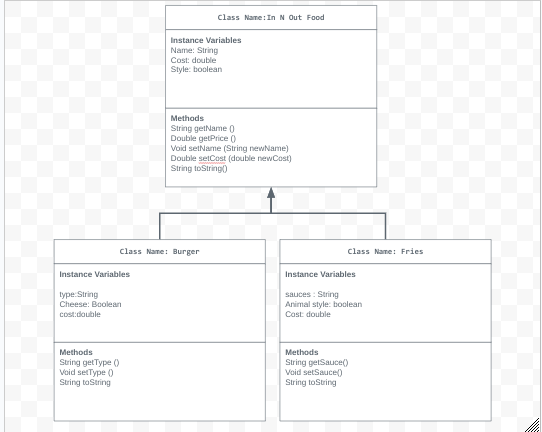 Class Name:In N Out Food
Instance Variables
Name: String
Cost: double
Style: boolean
Methods
String getName ()
Double getPrice ()
Void setName (String newName)
Double setCost (double newCost)
String toString()
Class Name: Burger
Instance Variables
type:String
Cheese: Boolean
cost:double
Methods
String getType ()
Void setType ()
String toString
Class Name: Fries
Instance Variables
sauces : String
Animal style: boolean
Cost: double
Methods
String getSauce()
Void setSauce()
String toString